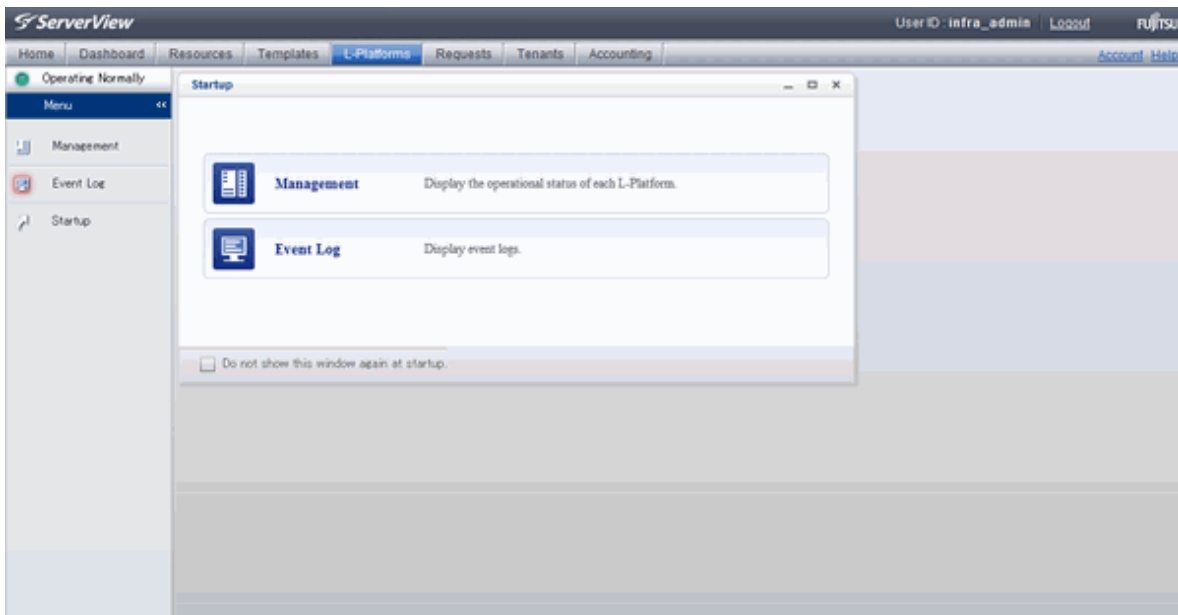 ServerView User ID : infra_admin Logout FUJITSU
Home Dashboard Resources Templates L-Platforms Requests Tenants Accounting Account Help
Operating Normally
Menu <<
Management
Event Log
Startup
Startup
Management Display the operational status of each L-Platform.
Event Log Display event logs.
Do not show this window again at startup.